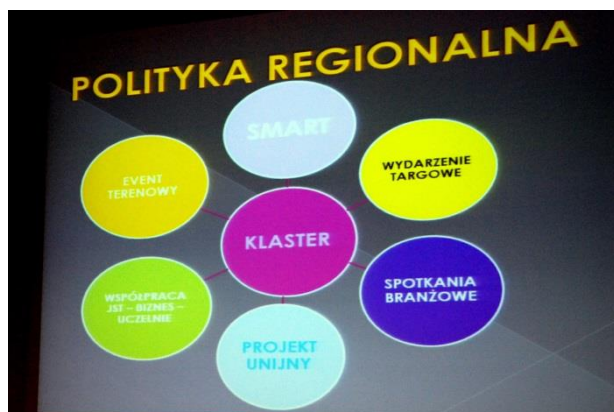 POLITYKA REGIONALNA
SMART
WYDARZENIE
TARGOWE
SPOTKANIA
BRANŻOWE
PROJEKT
UNIJNY
WSPÓŁPRACA
JST – BIZNES –
UCZELNIE
EVENT
TERENOWY
KLASTER